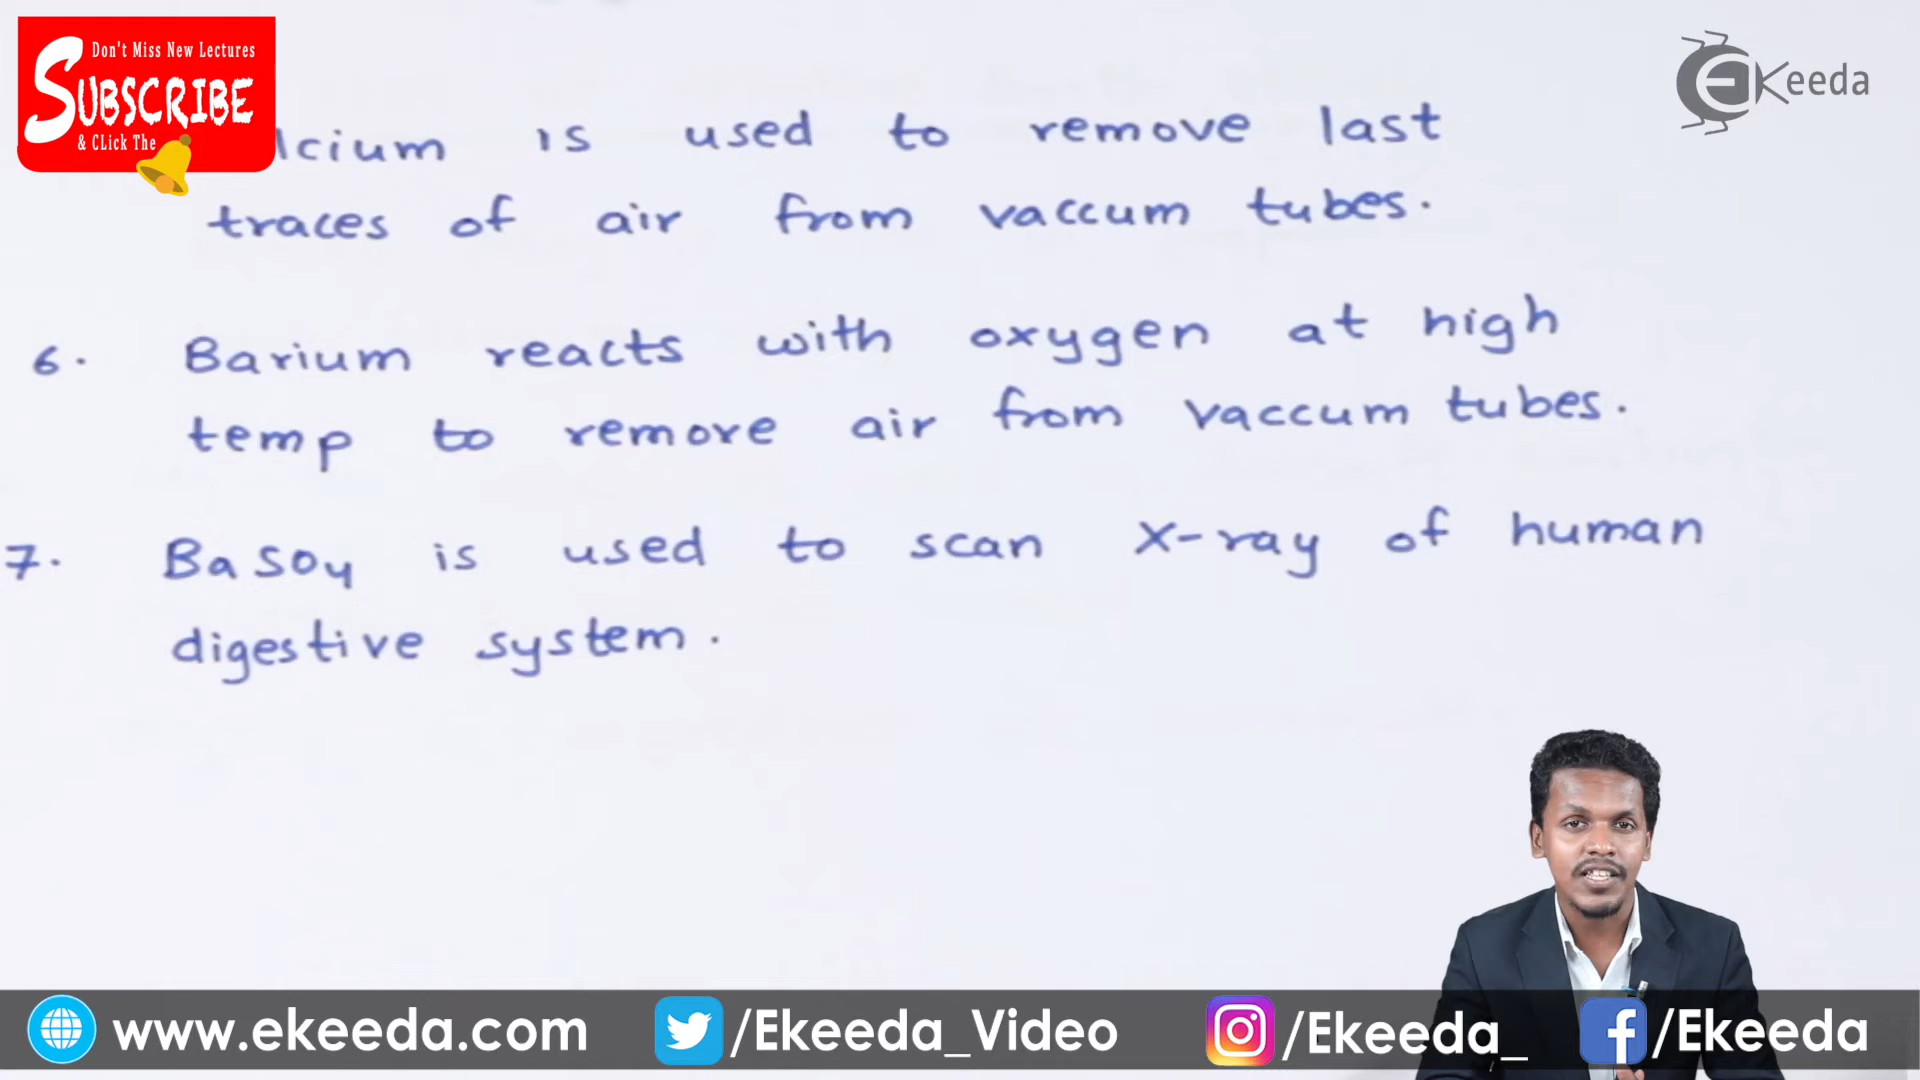 Don't Miss New Lectures
SUBSCRIBE
& CLick The
EKeeda
lcium is used to remove last
traces of air from vaccum tubes.
6. Barium reacts with oxygen at high
temp to remore air from vaccum tubes.
7. BaSO4 is used to scan X-ray of human
digestive system.
www.ekeeda.com /Ekeeda_Video /Ekeeda_ /Ekeeda